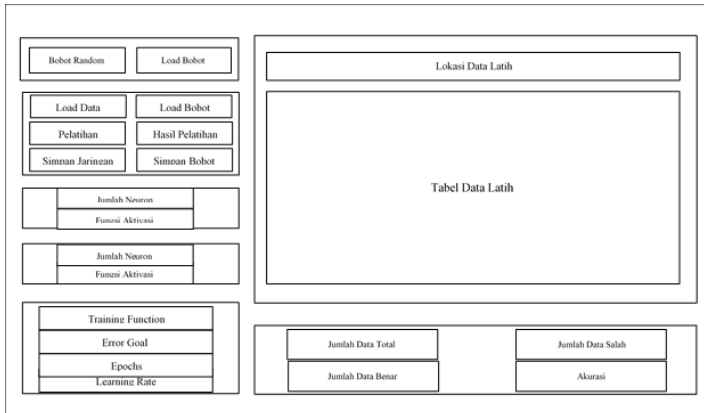 Bobot Random
Load Bobot
Load Data
Load Bobot
Pelatihan
Hasil Pelatihan
Simpan Jaringan
Simpan Bobot
Jumlah Neuron
Fungsi Aktivasi
Jumlah Neuron
Fungsi Aktivasi
Training Function
Error Goal
Epochs
Learning Rate
Lokasi Data Latih
Tabel Data Latih
Jumlah Data Total
Jumlah Data Salah
Jumlah Data Benar
Akurasi